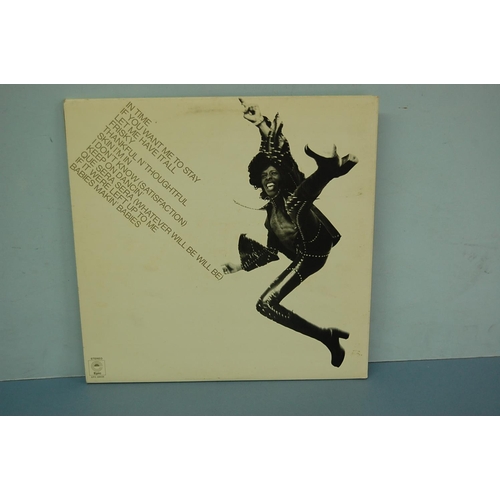 IN TIME
IF YOU WANT ME TO STAY
LET ME HAVE IT ALL
FRISKY
THANKFUL N' THOUGHTFUL
SKIN I'M IN
I DON'T KNOW (SATISFACTION)
KEEP ON DANCIN'
QUE SERA SERA (WHATEVER WILL BE WILL BE)
IF IT WERE LEFT UP TO ME
BABIES MAKIN' BABIES